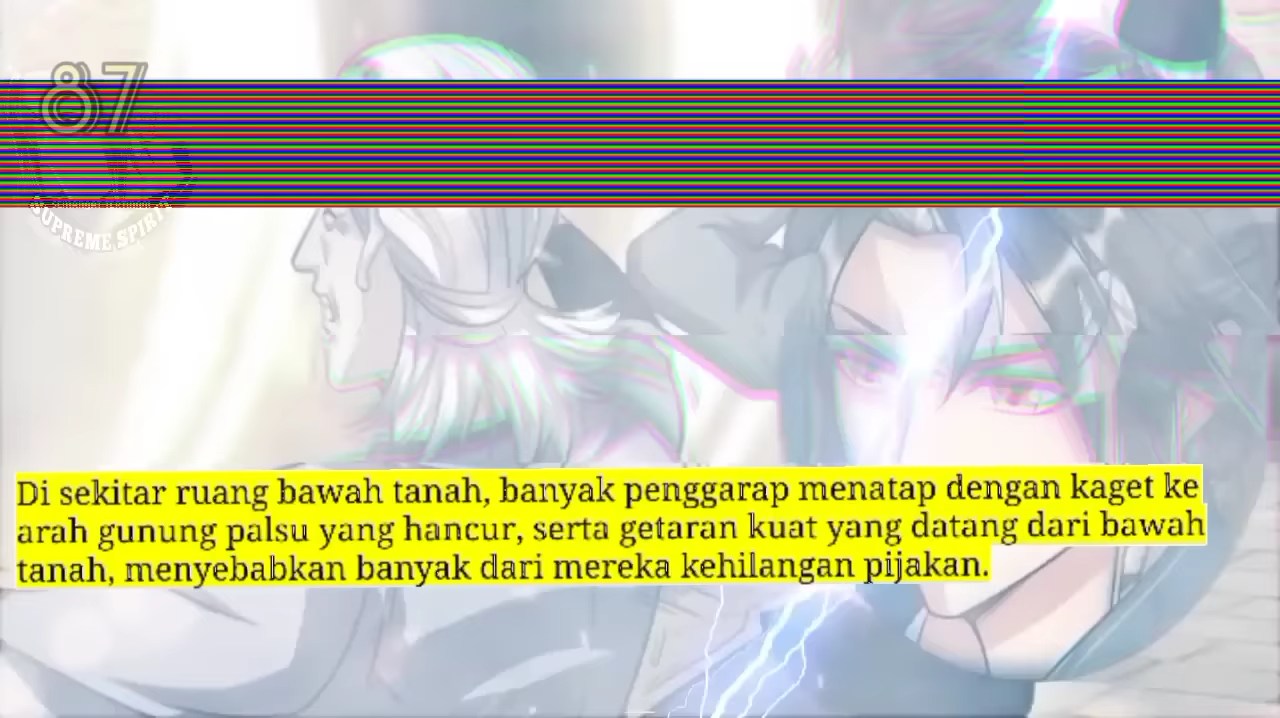 87
SUPREME SPIRIT
Di sekitar ruang bawah tanah, banyak penggarap menatap dengan kaget ke
arah gunung palsu yang hancur, serta getaran kuat yang datang dari bawah
tanah, menyebabkan banyak dari mereka kehilangan pijakan.